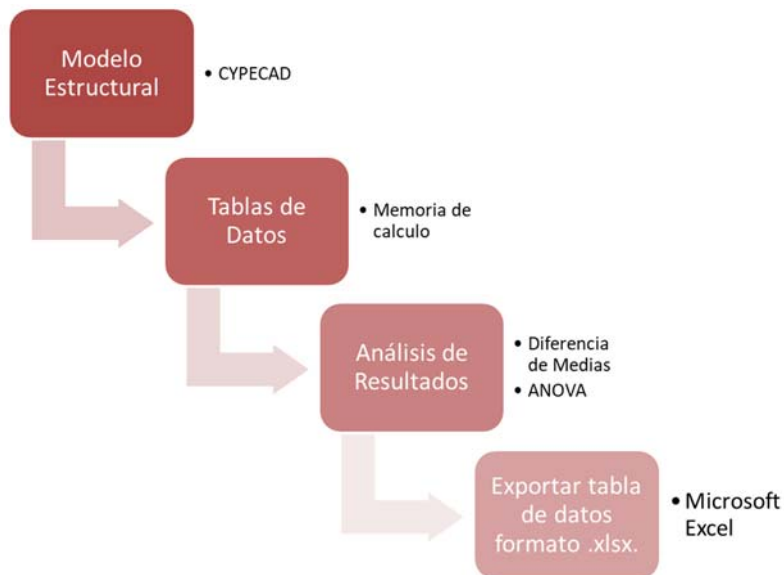 Modelo
Estructural
• CYPECAD
Tablas de
Datos
• Memoria de
calculo
Análisis de
Resultados
• Diferencia
de Medias
• ANOVA
Exportar tabla
de datos
formato .xlsx.
• Microsoft
Excel